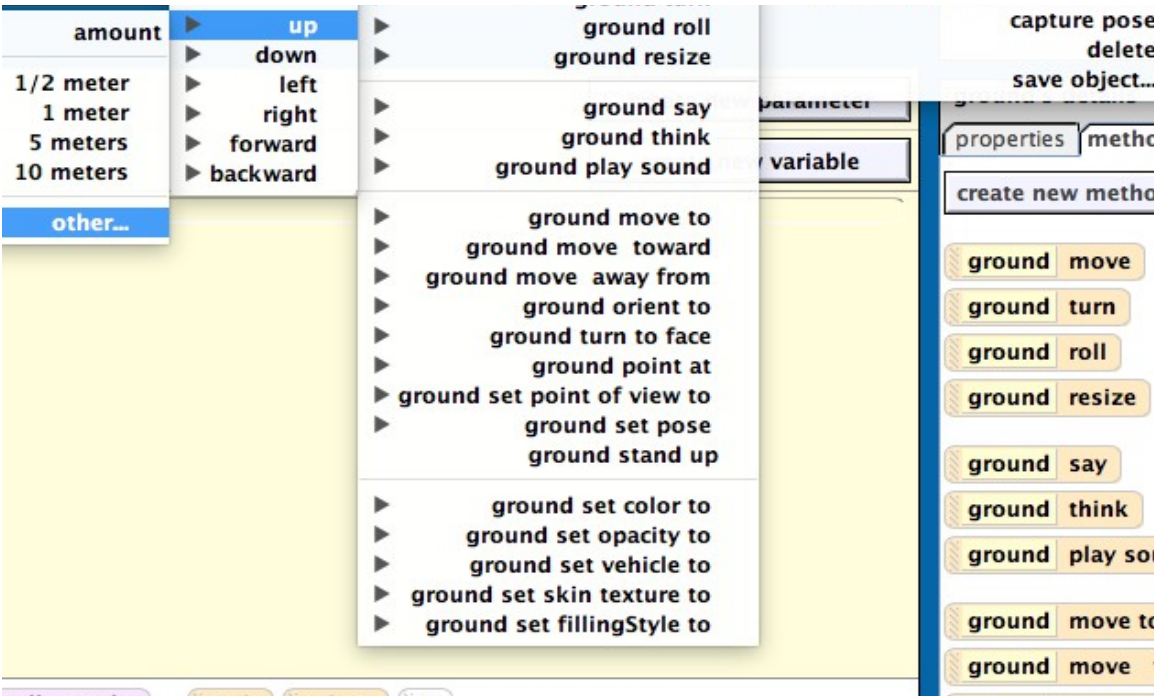 amount
1/2 meter
1 meter
5 meters
10 meters
other...
up
down
left
right
forward
backward
ground roll
ground resize
ground say
ground think
ground play sound
ground move to
ground move toward
ground move away from
ground orient to
ground turn to face
ground point at
ground set point of view to
ground set pose
ground stand up
ground set color to
ground set opacity to
ground set vehicle to
ground set skin texture to
ground set fillingStyle to
parameter
variable
capture pose
delete
save object...
properties
create new
ground move
ground turn
ground roll
ground resize
ground say
ground think
ground play
ground move
ground move